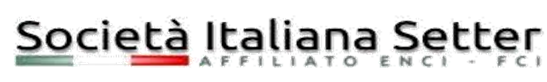 Società Italiana Setter
AFFILIATO ENCI - FCI